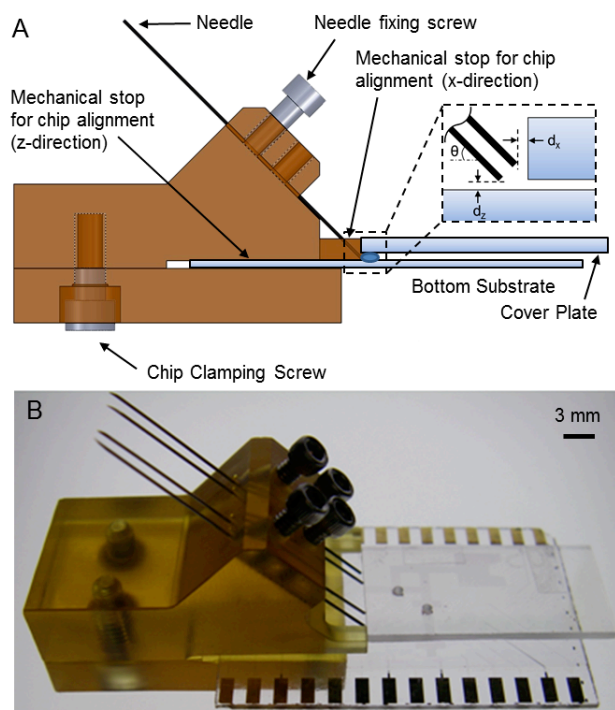 A
Needle
Needle fixing screw
Mechanical stop for chip
alignment (x-direction)
Mechanical stop
for chip alignment
(z-direction)
θ
dx
dz
Bottom Substrate
Cover Plate
Chip Clamping Screw
B
3 mm